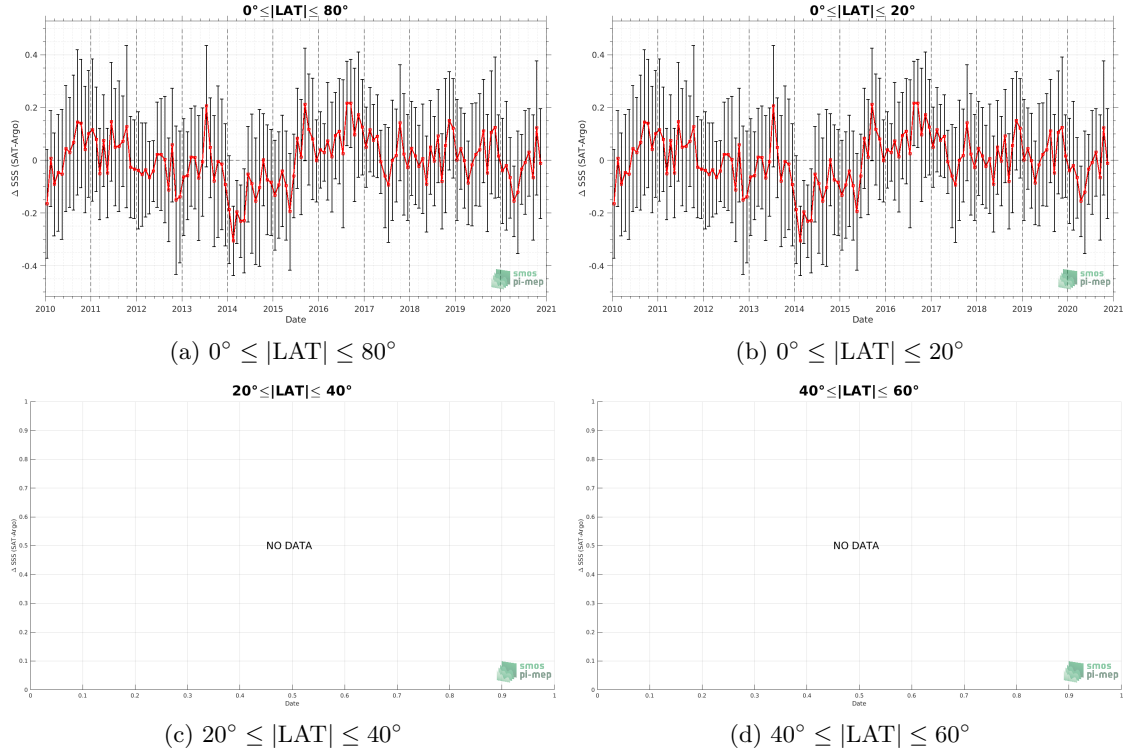 0°≤|LAT|≤ 80°
0.4
0.2
0
-0.2
-0.4
Δ SSS (SAT-Argo)
2010 2011 2012 2013 2014 2015 2016 2017 2018 2019 2020 2021
Date
smos
pi-mep
(a) 0° ≤ |LAT| ≤ 80°
0°≤|LAT|≤ 20°
0.4
0.2
0
-0.2
-0.4
Δ SSS (SAT-Argo)
2010 2011 2012 2013 2014 2015 2016 2017 2018 2019 2020 2021
Date
smos
pi-mep
(b) 0° ≤ |LAT| ≤ 20°
20°≤|LAT|≤ 40°
1
0.9
0.8
0.7
0.6
0.5
0.4
0.3
0.2
0.1
0
Δ SSS (SAT-Argo)
NO DATA
0 0.1 0.2 0.3 0.4 0.5 0.6 0.7 0.8 0.9 1
Date
smos
pi-mep
(c) 20° ≤ |LAT| ≤ 40°
40°≤|LAT|≤ 60°
1
0.9
0.8
0.7
0.6
0.5
0.4
0.3
0.2
0.1
0
Δ SSS (SAT-Argo)
NO DATA
0 0.1 0.2 0.3 0.4 0.5 0.6 0.7 0.8 0.9 1
Date
smos
pi-mep
(d) 40° ≤ |LAT| ≤ 60°